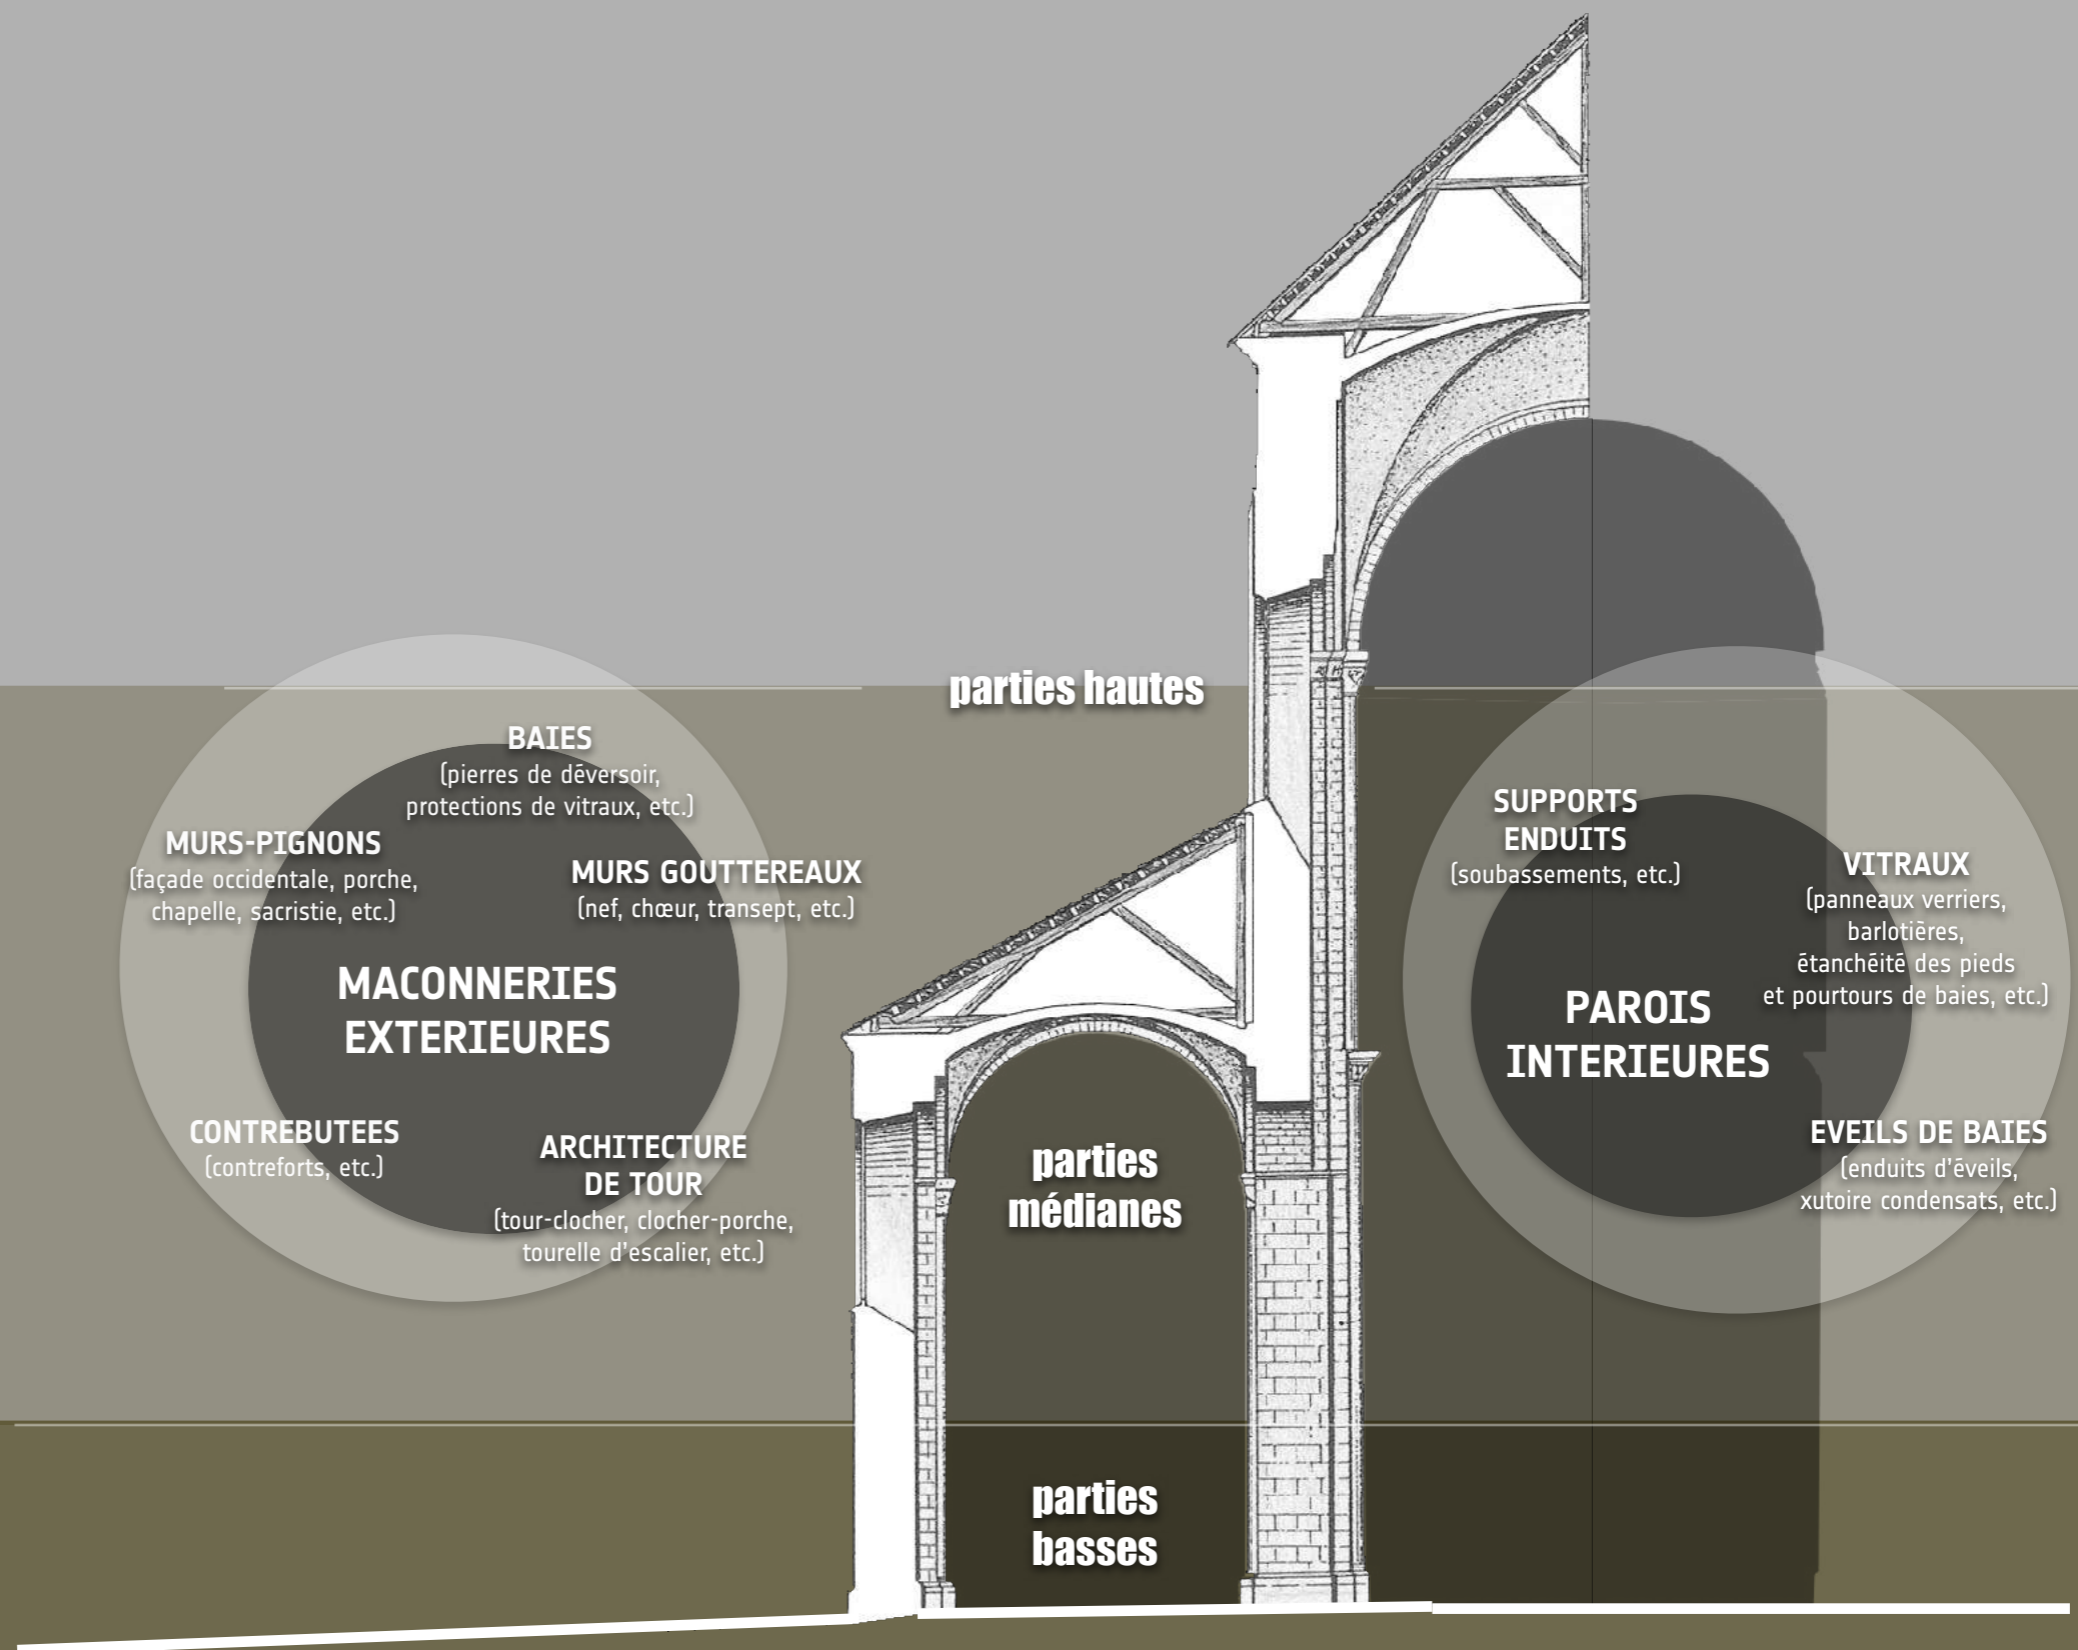 parties hautes
BAIES
(pierres de déversoir,
protections de vitraux, etc.)
MURS-PIGNONS
(façade occidentale, porche,
chapelle, sacristie, etc.)
MURS GOUTTEREAUX
(nef, chœur, transept, etc.)
MACONNERIES
EXTERIEURES
CONTREBUTEES
(contreforts, etc.)
ARCHITECTURE
DE TOUR
(tour-clocher, clocher-porche,
tourelle d'escalier, etc.)
parties
médianes
parties
basses
SUPPORTS
ENDUITS
(soubassements, etc.)
VITRAUX
(panneaux verriers,
barlotières,
étanchéité des pieds
et pourtours de baies, etc.)
PAROIS
INTERIEURES
EVEILS DE BAIES
(enduits d'éveils,
xutoire condensats, etc.)